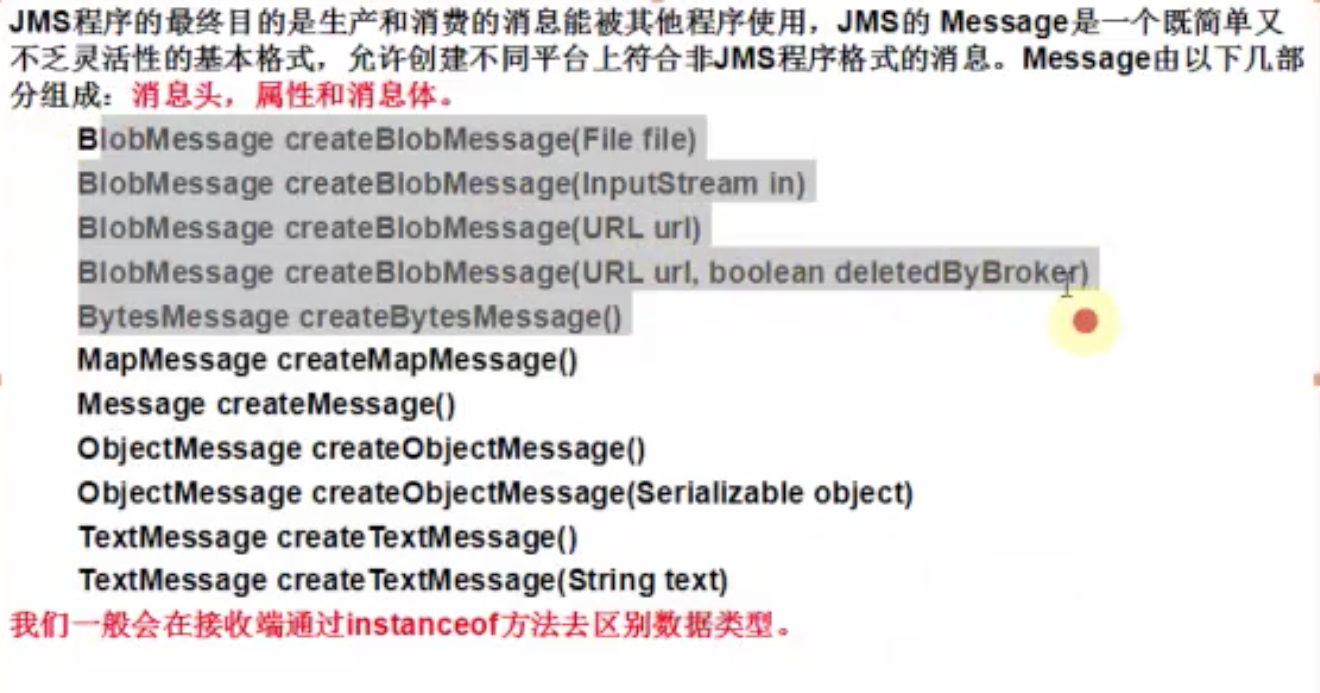 JMS程序的最终目的是生产和消费的消息能被其他程序使用，JMS的 Message是一个既简单又
不乏灵活性的基本格式，允许创建不同平台上符合非JMS程序格式的消息。Message由以下几部
分组成：消息头，属性和消息体。
BlobMessage createBlobMessage(File file)
BlobMessage createBlobMessage(InputStream in)
BlobMessage createBlobMessage(URL url)
BlobMessage createBlobMessage(URL url, boolean deletedByBroker)
BytesMessage createBytesMessage()
MapMessage createMapMessage()
Message createMessage()
ObjectMessage createObjectMessage()
ObjectMessage createObjectMessage(Serializable object)
TextMessage createTextMessage()
TextMessage createTextMessage(String text)
我们一般会在接收端通过instanceof方法去区别数据类型。